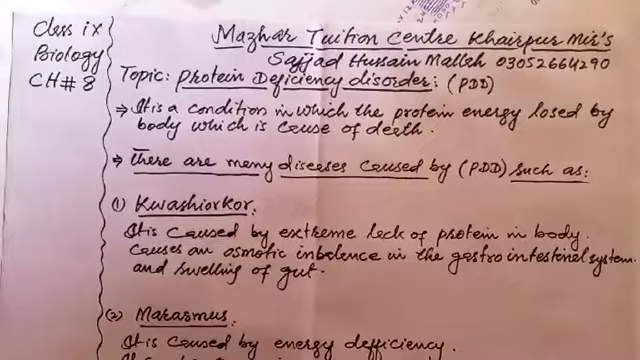 Class ix
Biology
CH# 8
Mazhar Tuition Centre Khairpur Mir's
Sajjad Hussain Mallah 03052664290
Topic: Protein Deficiency disorder: (PDD)
⇒ It is a condition in which the protein energy losed by
body which is cause of death.
⇒ There are many diseases caused by (PDD) such as:
(1) Kwashiorkor:
It is caused by extreme lack of protein in body.
Causes an osmotic inbalence in the gastro intestinal system
and swelling of gut.
(2) Marasmus:
It is caused by energy defficiency.